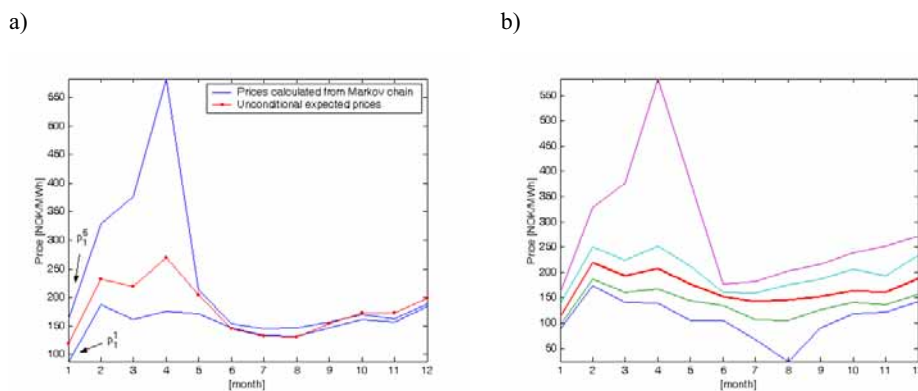 a)
b)
Prices calculated from Markov chain
Unconditional expected prices
Price [NOK/MWh]
550
500
450
400
350
300
250
200
150
100
p₁⁵
p₁¹
1 2 3 4 5 6 7 8 9 10 11 12
[month]
Price [NOK/MWh]
550
500
450
400
350
300
250
200
150
100
50
1 2 3 4 5 6 7 8 9 10 11 12
[month]